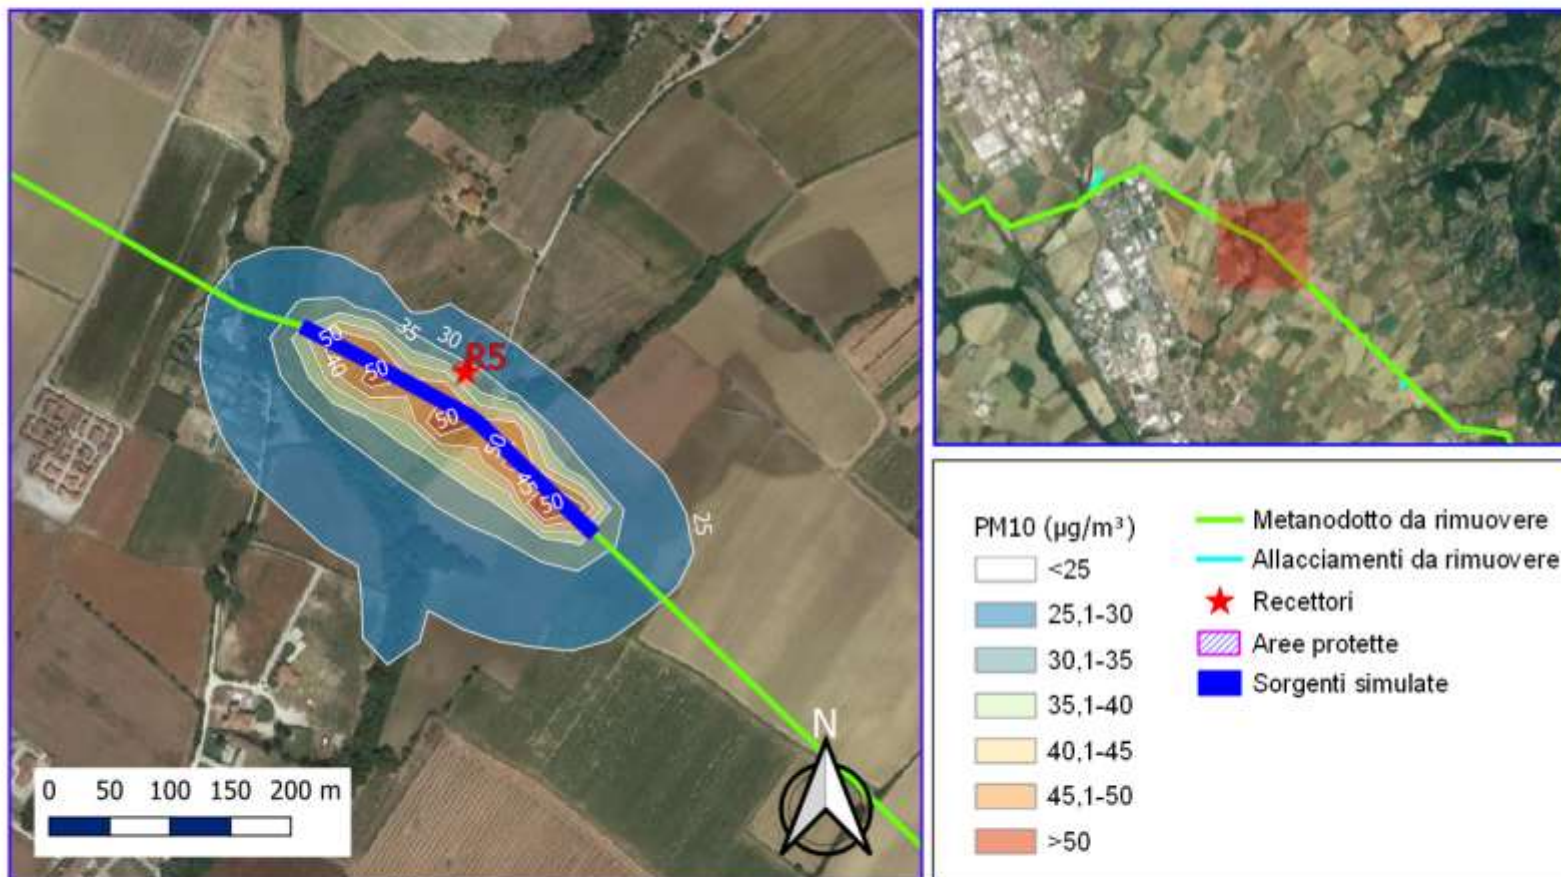 35
30
R5
50
40
50
50
50
45
50
25
N
0 50 100 150 200 m
PM10 (µg/m³)
<25
25,1-30
30,1-35
35,1-40
40,1-45
45,1-50
>50
Metanodotto da rimuovere
Allacciamenti da rimuovere
Recettori
Aree protette
Sorgenti simulate